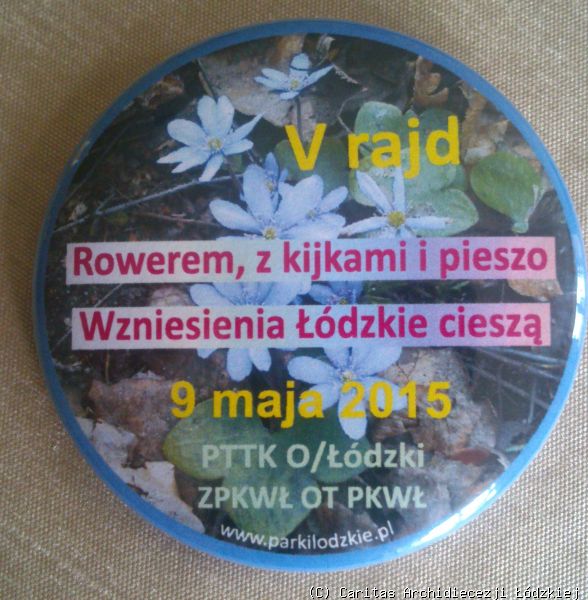 V rajd
Rowerem, z kijkami i pieszo
Wzniesienia Łódzkie cieszą
9 maja 2015
PTTK O/Łódzki
ZPKWŁ OT PKWŁ
www.parkilodzkie.pl
(C) Caritas Archidiecezji Łódzkiej